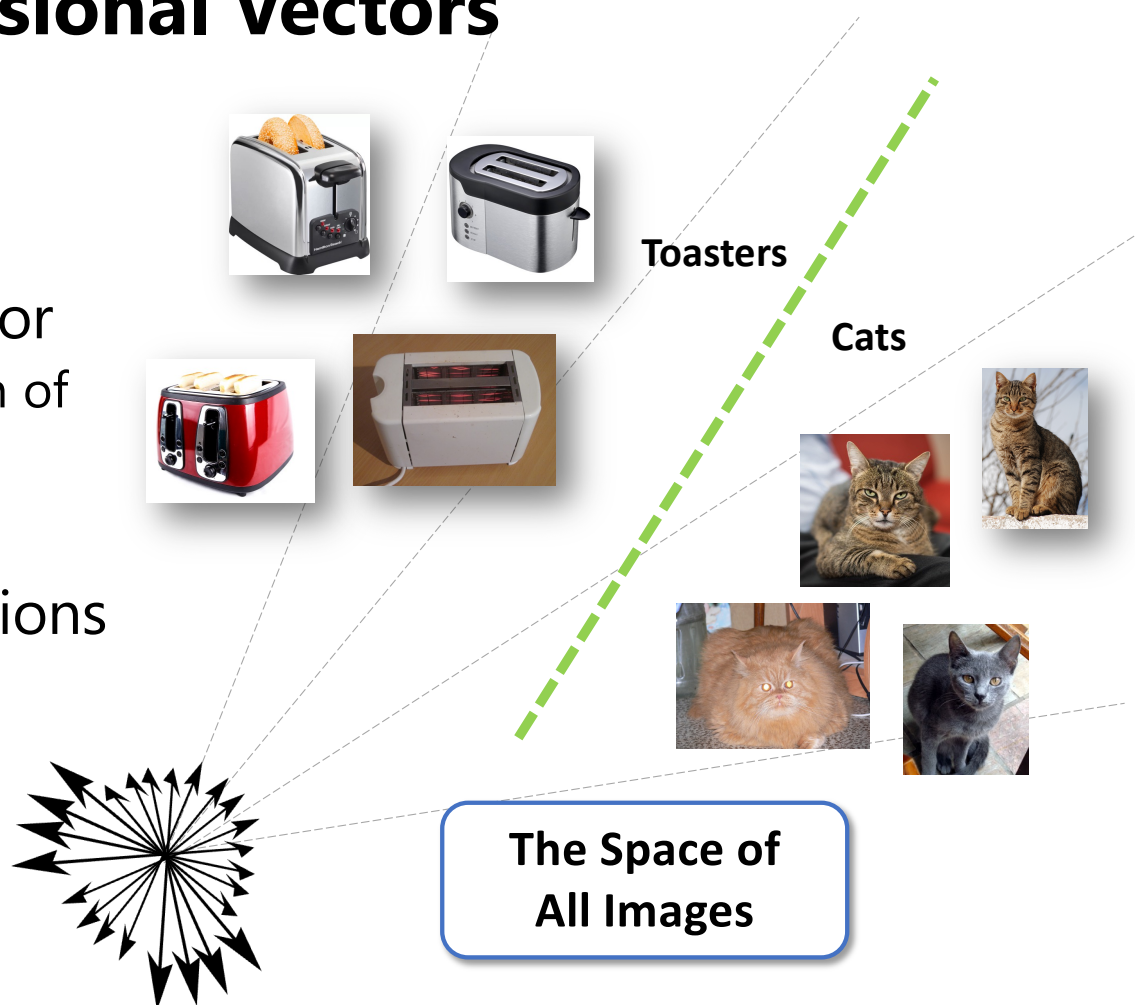 sional Vectors
Toasters
or
Cats
n of
ions
The Space of
All Images